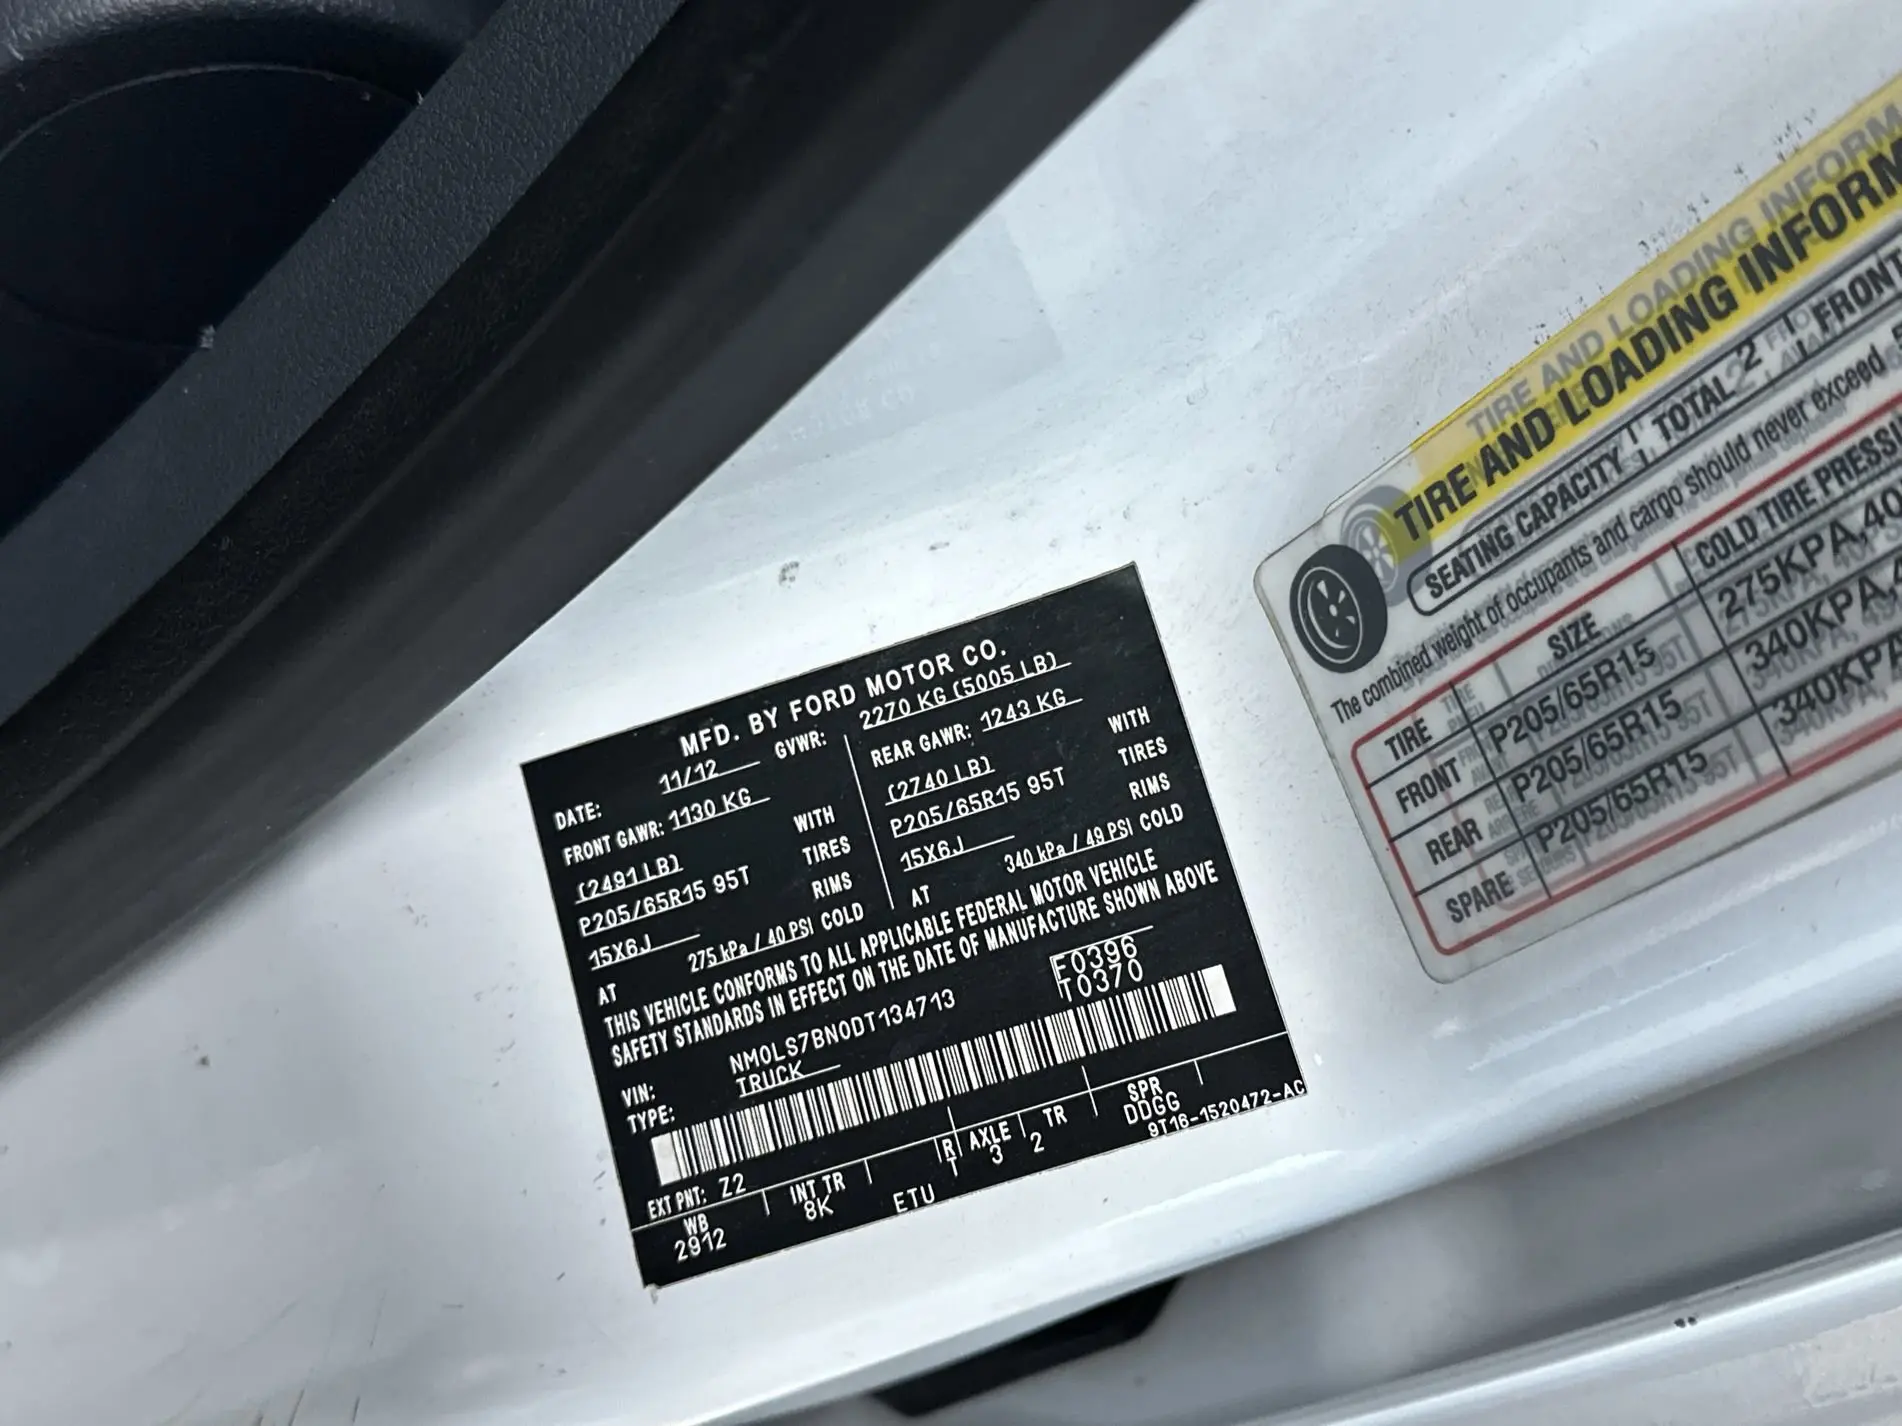 MFD. BY FORD MOTOR CO.
DATE: 11/12 GVWR: 2270 KG (5005 LB)
FRONT GAWR: 1130 KG
(2491 LB) WITH
P205/65R15 95T TIRES
15X6J RIMS
AT 275 kPa / 40 PSI COLD
REAR GAWR: 1243 KG
(2740 LB) WITH
P205/65R15 95T TIRES
15X6J RIMS
AT 340 kPa / 49 PSI COLD
THIS VEHICLE CONFORMS TO ALL APPLICABLE FEDERAL MOTOR VEHICLE
SAFETY STANDARDS IN EFFECT ON THE DATE OF MANUFACTURE SHOWN ABOVE
F0396
T0370
VIN: NM0LS7BN0DT134713
TYPE: TRUCK
EXT PNT: Z2
WB INT TR R AXLE TR SPR
2912 8K T 3 2 DDGG
ETU
9T16-1520472-AC
TIRE AND LOADING INFORM
SEATING CAPACITY TOTAL 2 FRONT
The combined weight of occupants and cargo should never exceed
TIRE SIZE COLD TIRE PRESS
FRONT P205/65R15 275KPA, 40
REAR P205/65R15 340KPA, 4
SPARE P205/65R15 340KPA